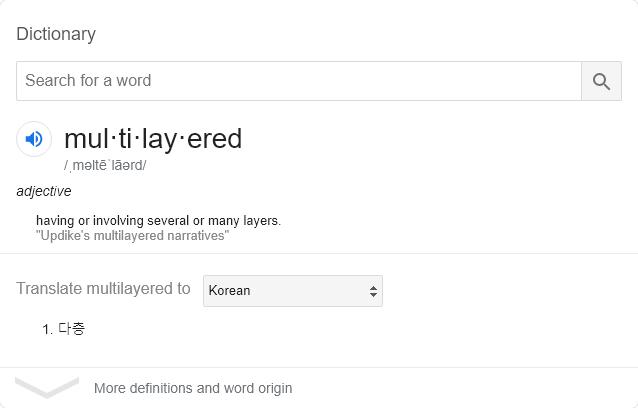 Dictionary
Search for a word
mul·ti·lay·ered
/ˌməltēˈlāərd/
adjective
having or involving several or many layers.
"Updike's multilayered narratives"
Translate multilayered to Korean
1. 다층
More definitions and word origin